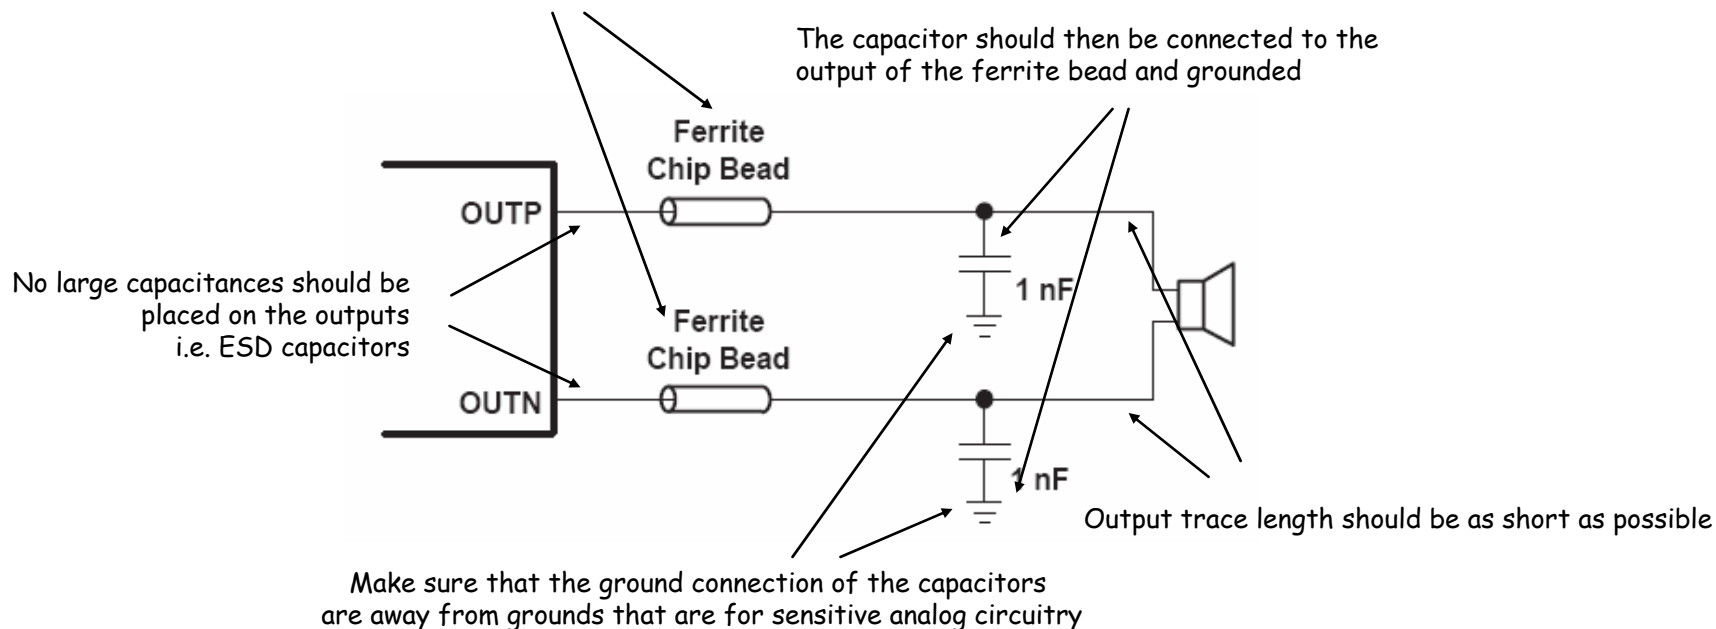 The capacitor should then be connected to the
output of the ferrite bead and grounded
Ferrite
Chip Bead
OUTP
No large capacitances should be
placed on the outputs
i.e. ESD capacitors
1 nF
Ferrite
Chip Bead
OUTN
1 nF
Output trace length should be as short as possible
Make sure that the ground connection of the capacitors
are away from grounds that are for sensitive analog circuitry